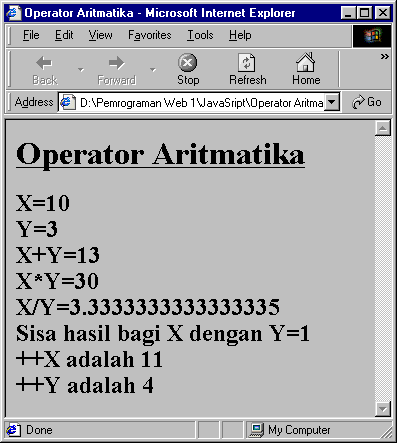 Operator Aritmatika - Microsoft Internet Explorer
File Edit View Favorites Tools Help
Back Forward Stop Refresh Home »
Address D:\Pemrograman Web 1\JavaSript\Operator Aritma Go
Operator Aritmatika
X=10
Y=3
X+Y=13
X*Y=30
X/Y=3.3333333333333335
Sisa hasil bagi X dengan Y=1
++X adalah 11
++Y adalah 4
Done My Computer